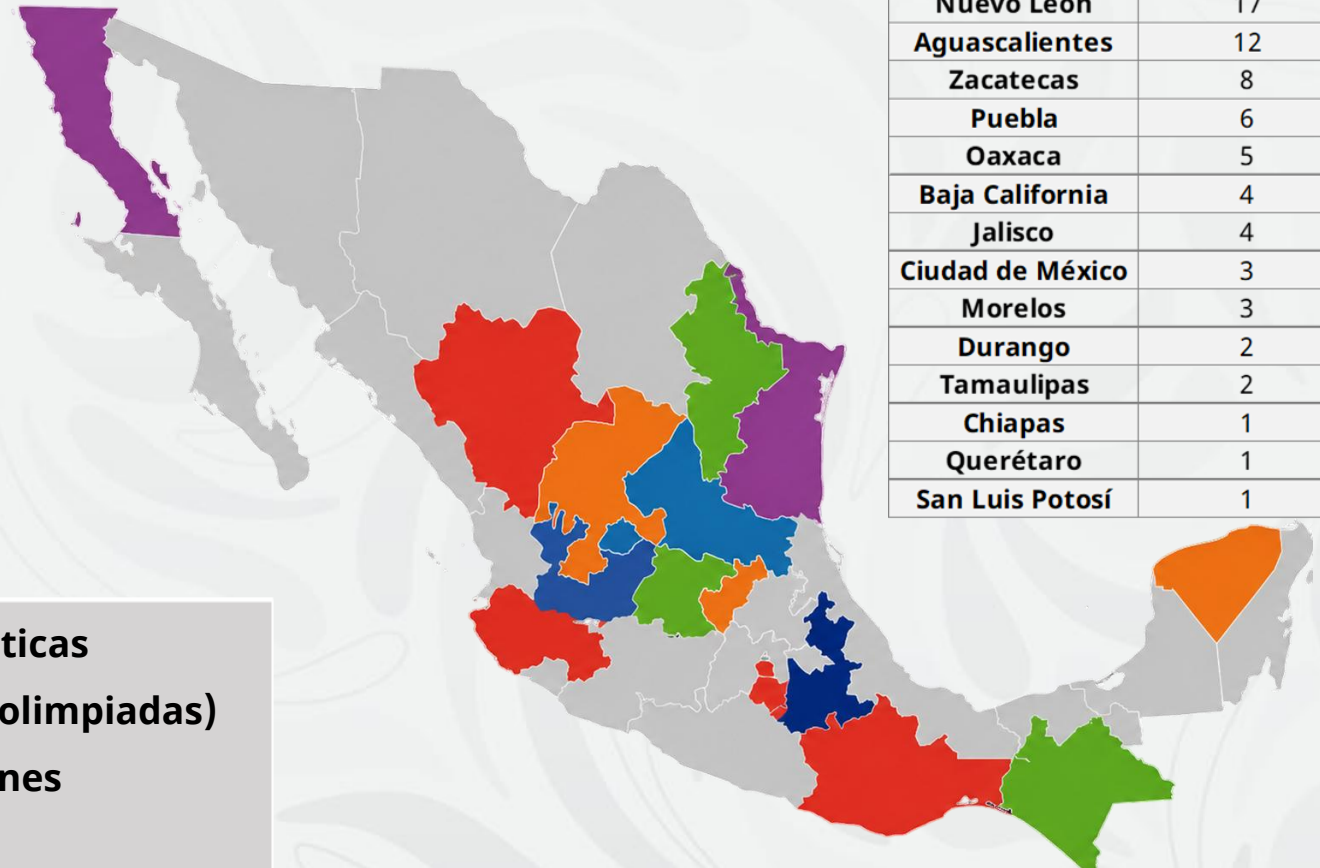 Nuevo León 17
Aguascalientes 12
Zacatecas 8
Puebla 6
Oaxaca 5
Baja California 4
Jalisco 4
Ciudad de México 3
Morelos 3
Durango 2
Tamaulipas 2
Chiapas 1
Querétaro 1
San Luis Potosí 1
ticas
olimpiadas)
nes